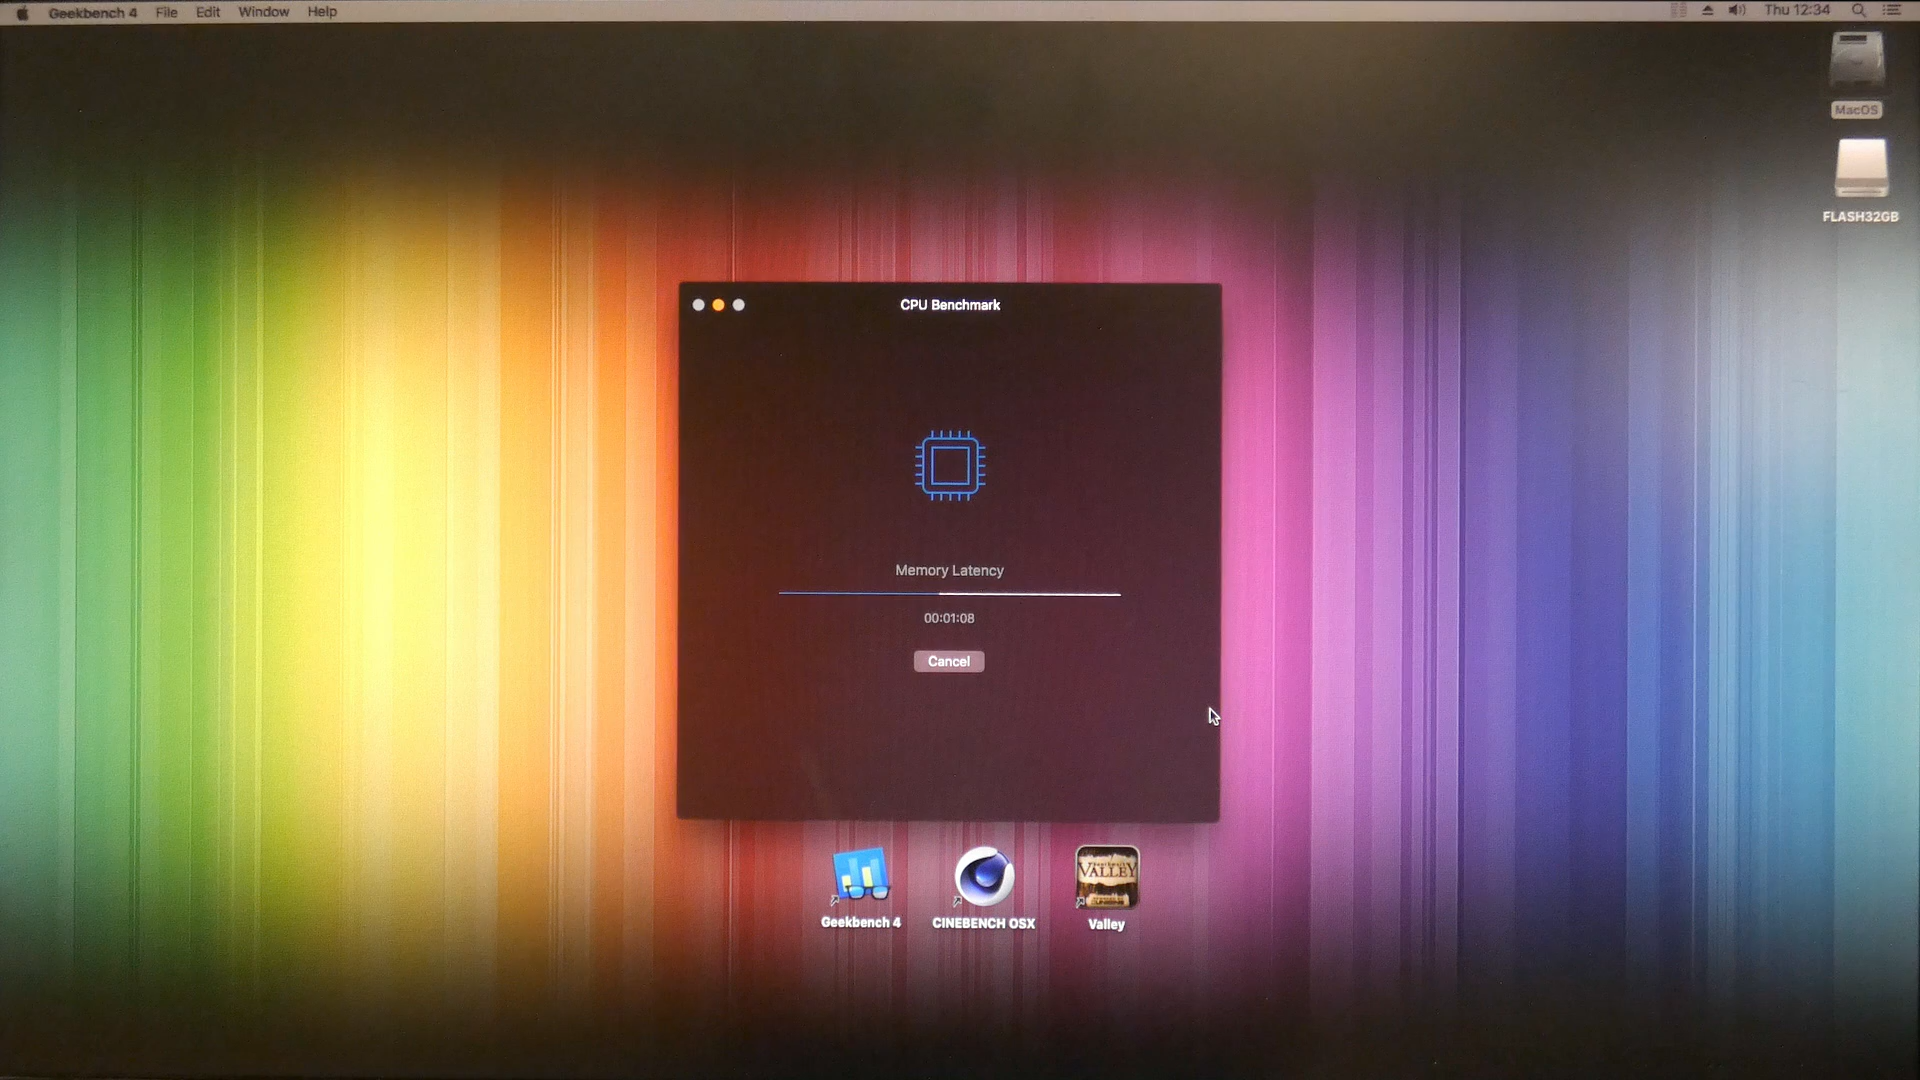 Geekbench 4 File Edit Window Help
Thu 12:34
MacOS
FLASH32GB
CPU Benchmark
Memory Latency
00:01:08
Cancel
VALLEY
Geekbench 4
CINEBENCH OSX
Valley